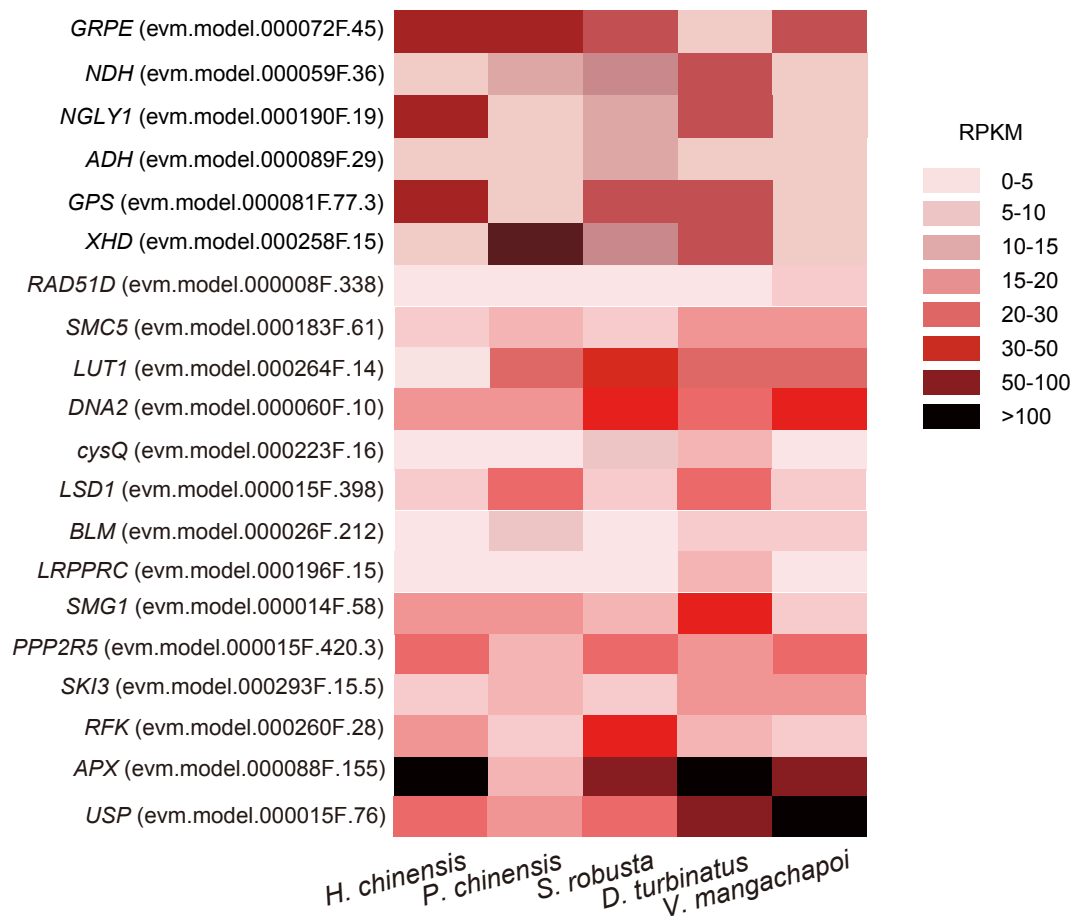 GRPE (evm.model.000072F.45)
NDH (evm.model.000059F.36)
NGLY1 (evm.model.000190F.19)
ADH (evm.model.000089F.29)
GPS (evm.model.000081F.77.3)
XHD (evm.model.000258F.15)
RAD51D (evm.model.000008F.338)
SMC5 (evm.model.000183F.61)
LUT1 (evm.model.000264F.14)
DNA2 (evm.model.000060F.10)
cysQ (evm.model.000223F.16)
LSD1 (evm.model.000015F.398)
BLM (evm.model.000026F.212)
LRPPRC (evm.model.000196F.15)
SMG1 (evm.model.000014F.58)
PPP2R5 (evm.model.000015F.420.3)
SKI3 (evm.model.000293F.15.5)
RFK (evm.model.000260F.28)
APX (evm.model.000088F.155)
USP (evm.model.000015F.76)
H. chinensis
P. chinensis
S. robusta
D. turbinatus
V. mangachapoi
RPKM
0-5
5-10
10-15
15-20
20-30
30-50
50-100
>100